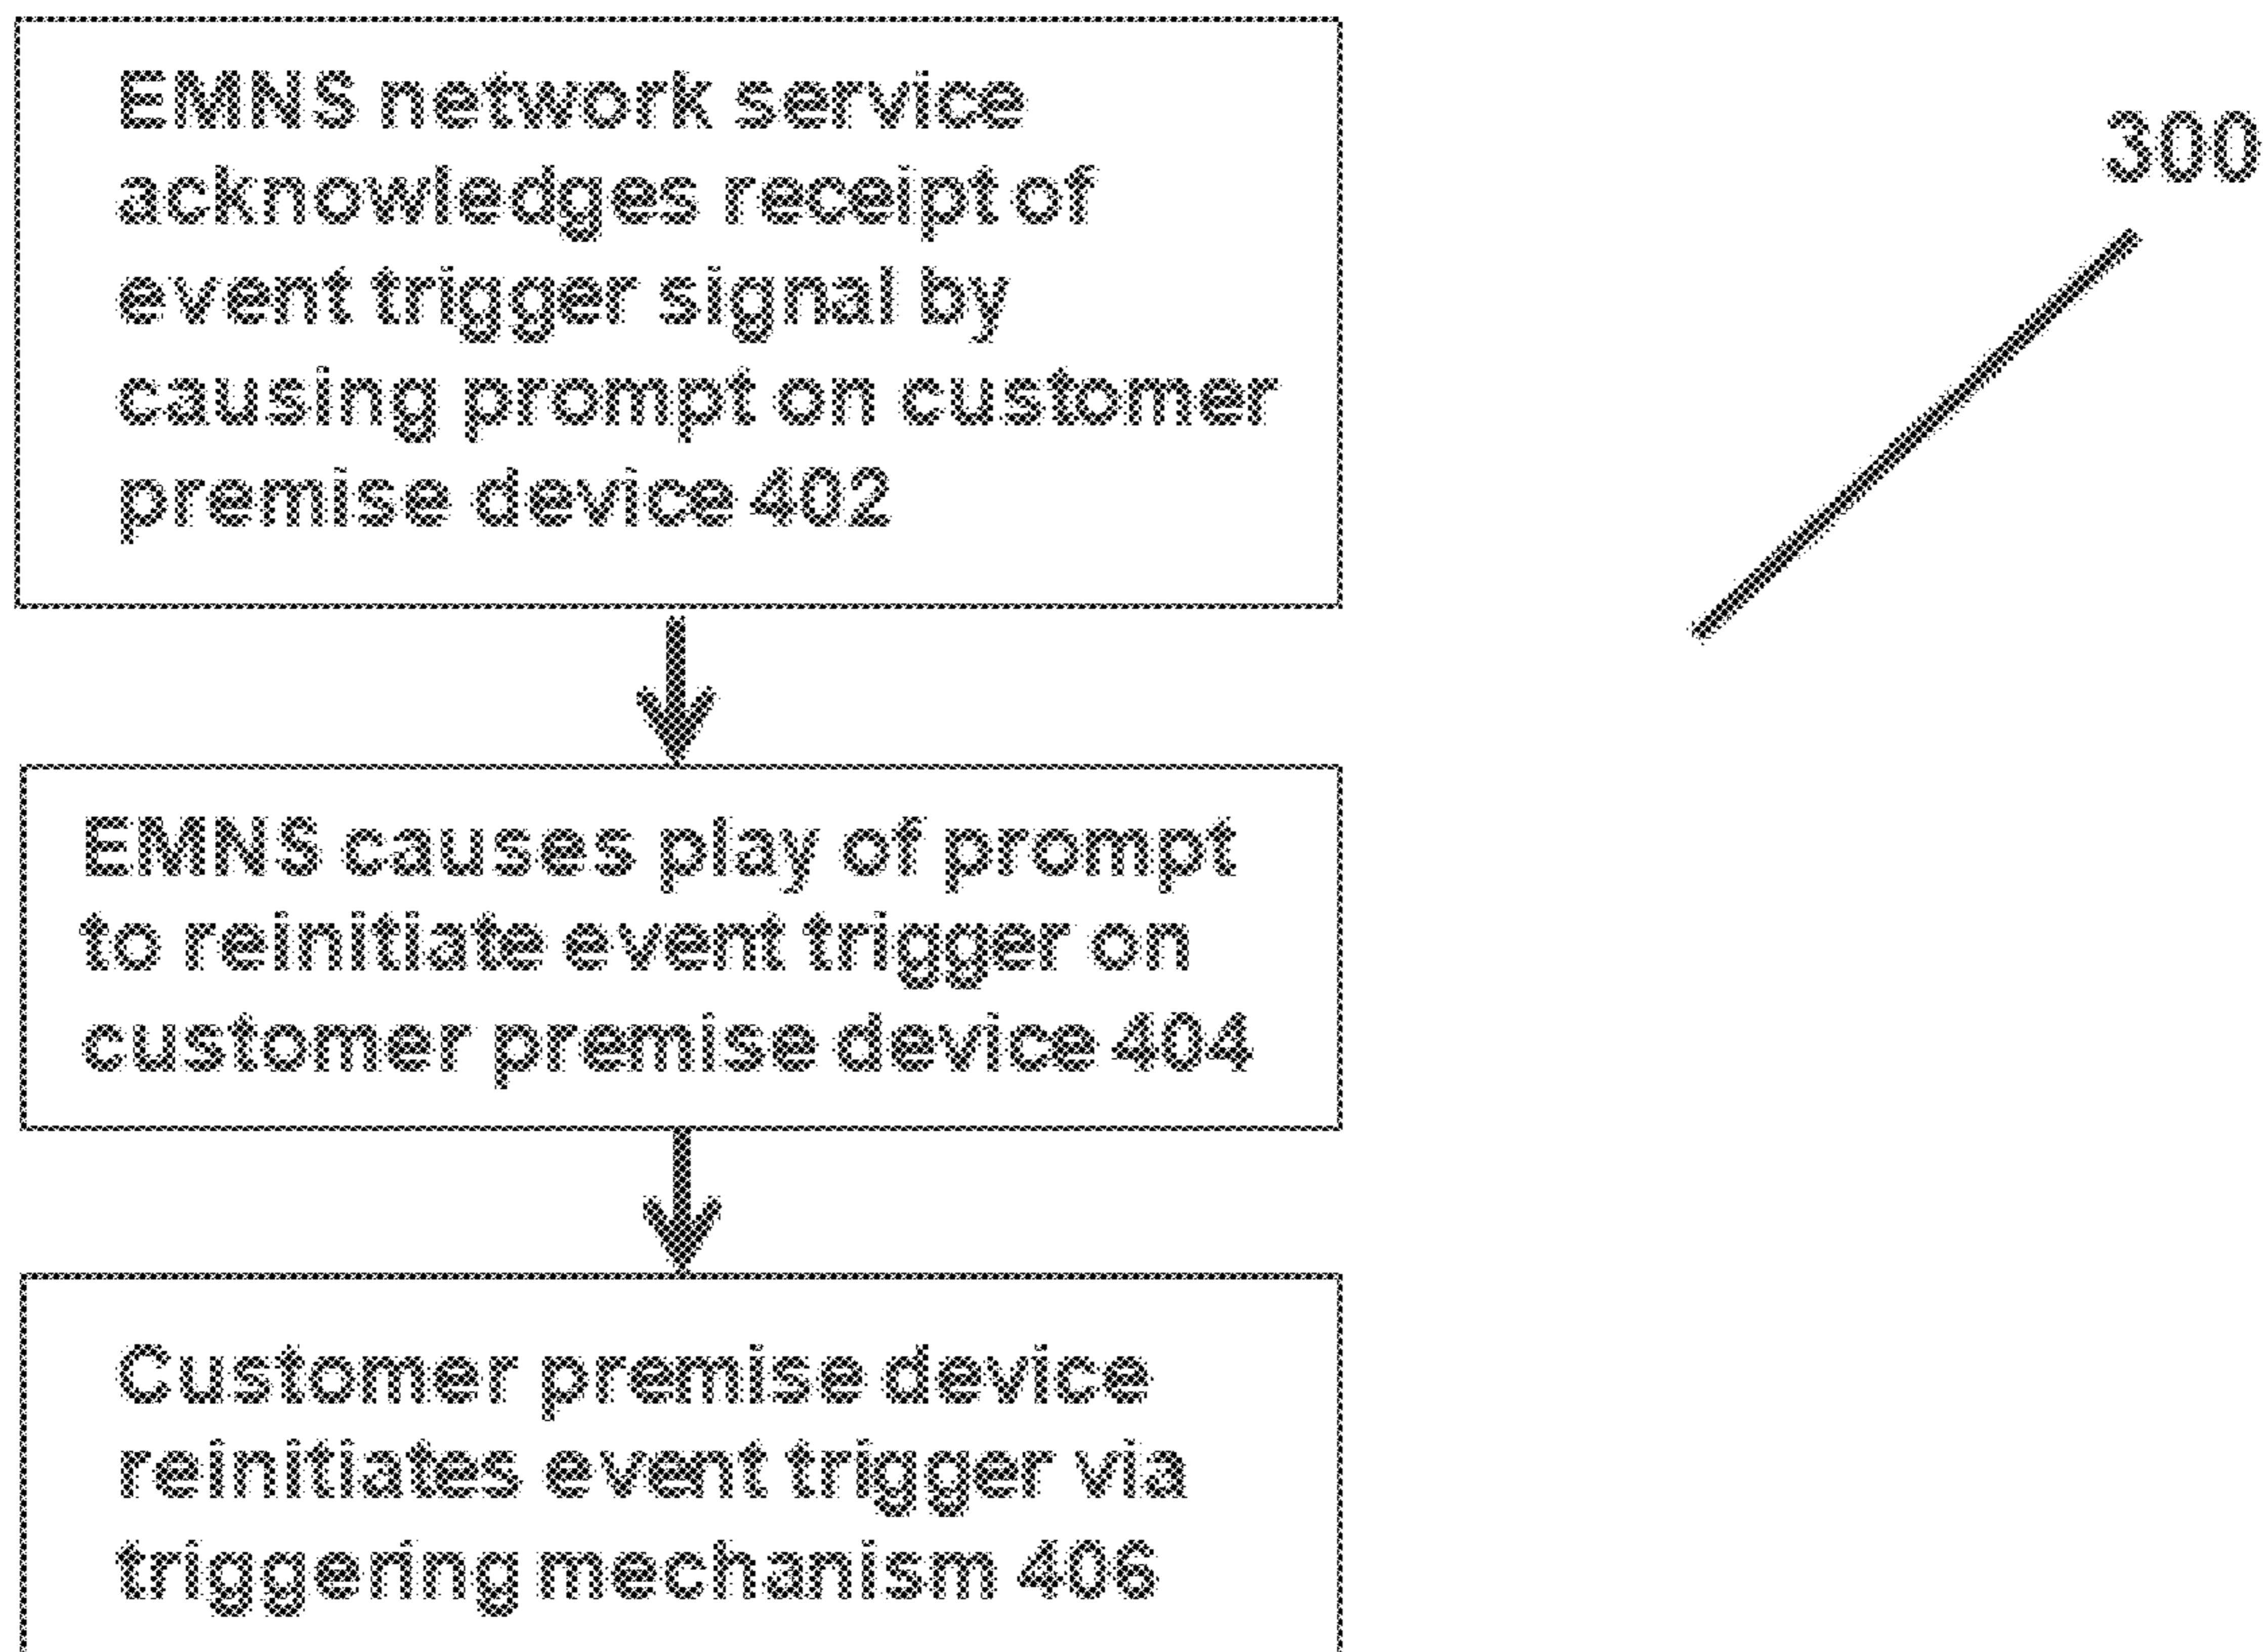 EMNS network service
acknowledges receipt of
event trigger signal by
causing prompt on customer
premise device 402
300
EMNS causes play of prompt
to reinitiate event trigger on
customer premise device 404
Customer premise device
reinitiates event trigger via
triggering mechanism 406